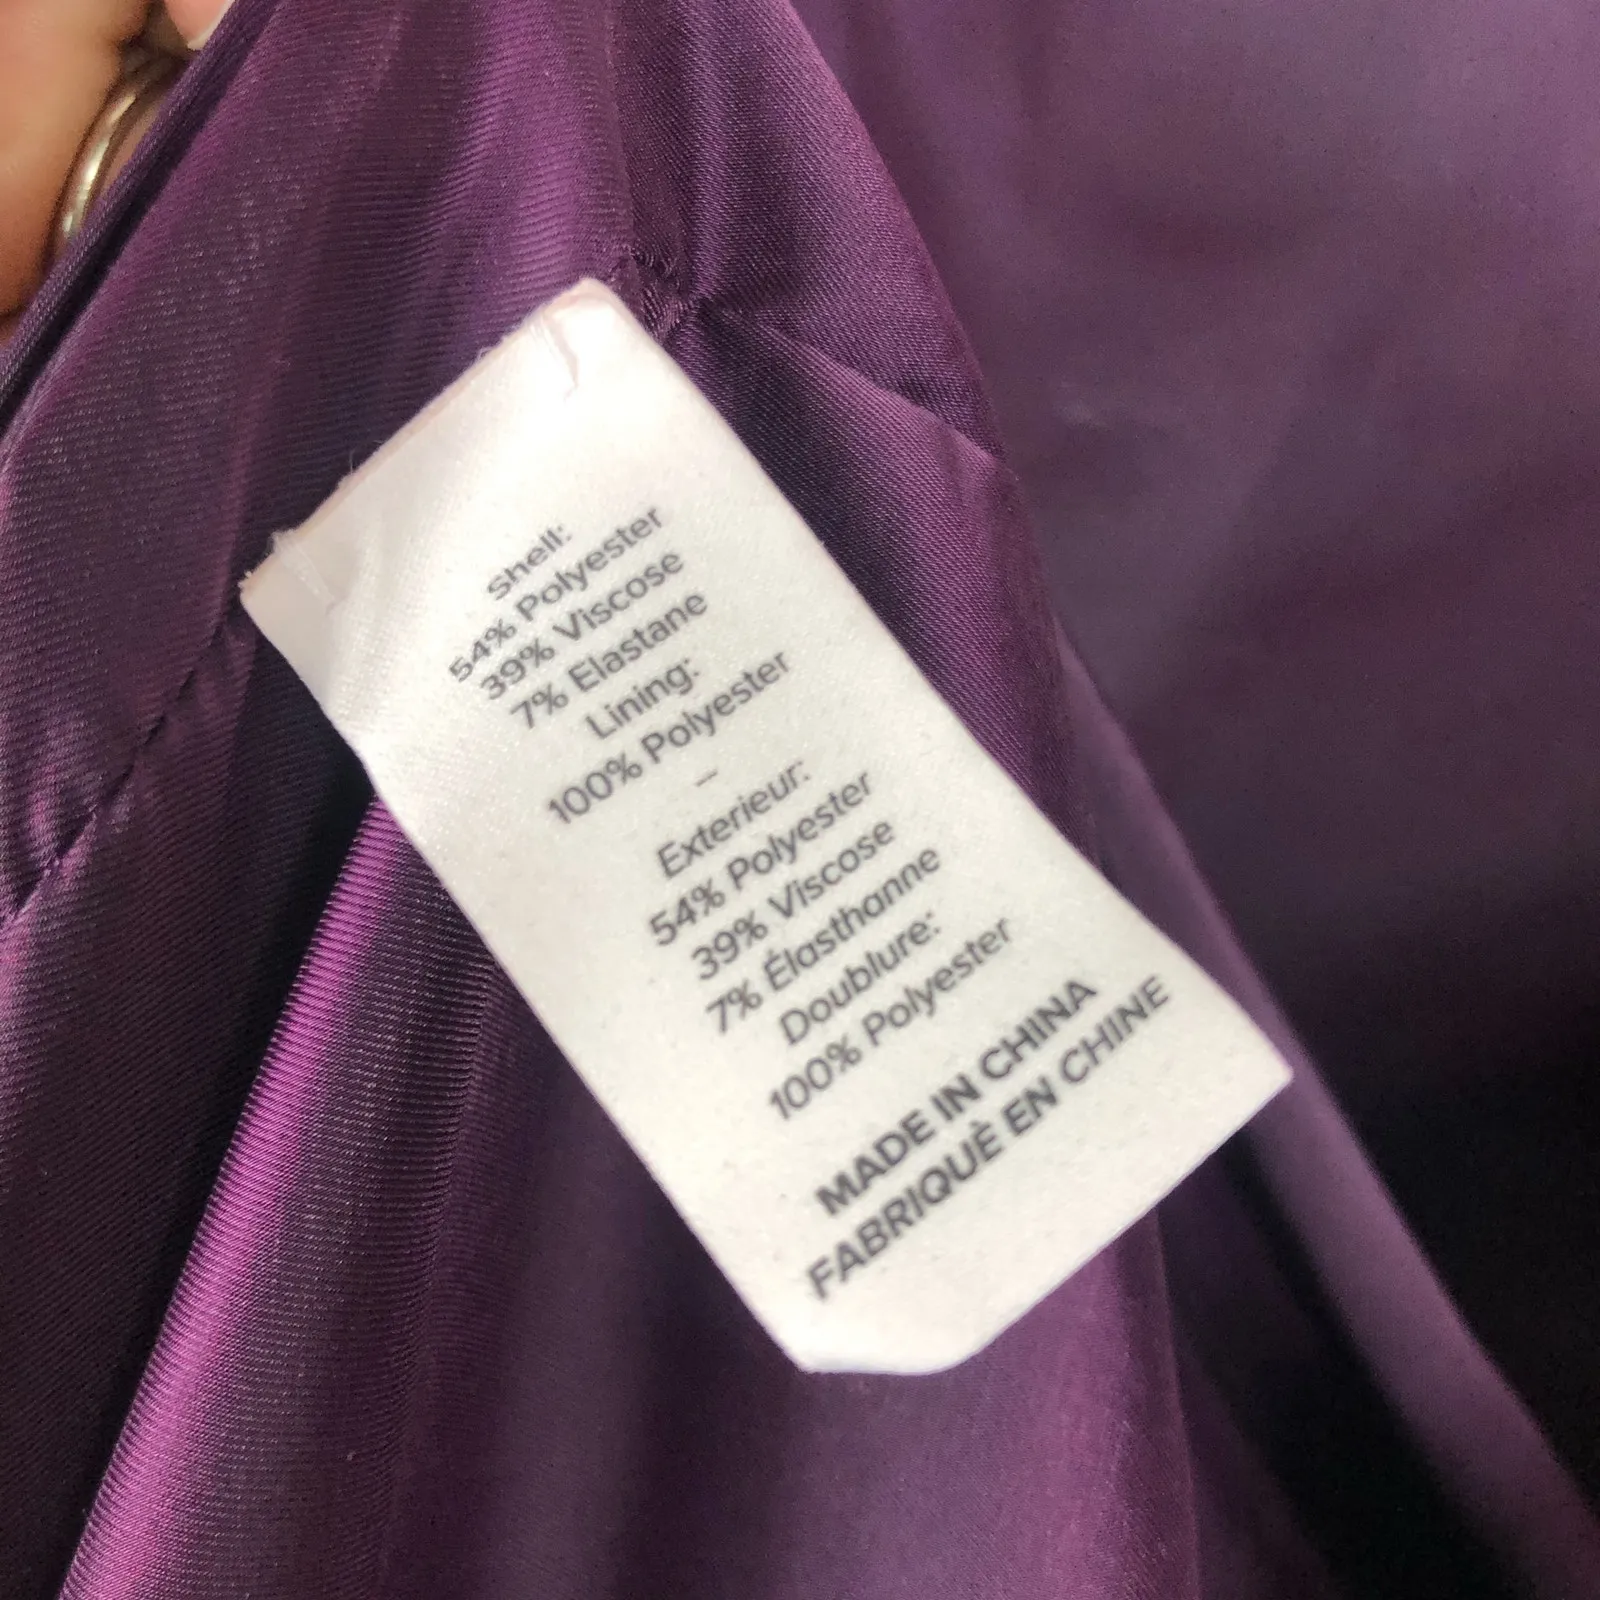 Shell:
54% Polyester
39% Viscose
7% Elastane
Lining:
100% Polyester
–
Exterieur:
54% Polyester
39% Viscose
7% Élasthanne
Doublure:
100% Polyester
MADE IN CHINA
FABRIQUÈ EN CHINE